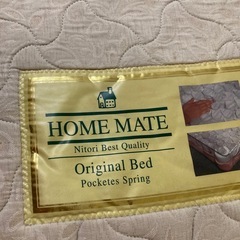 HOME MATE
Nitori Best Quality
Original Bed
Pocketes Spring